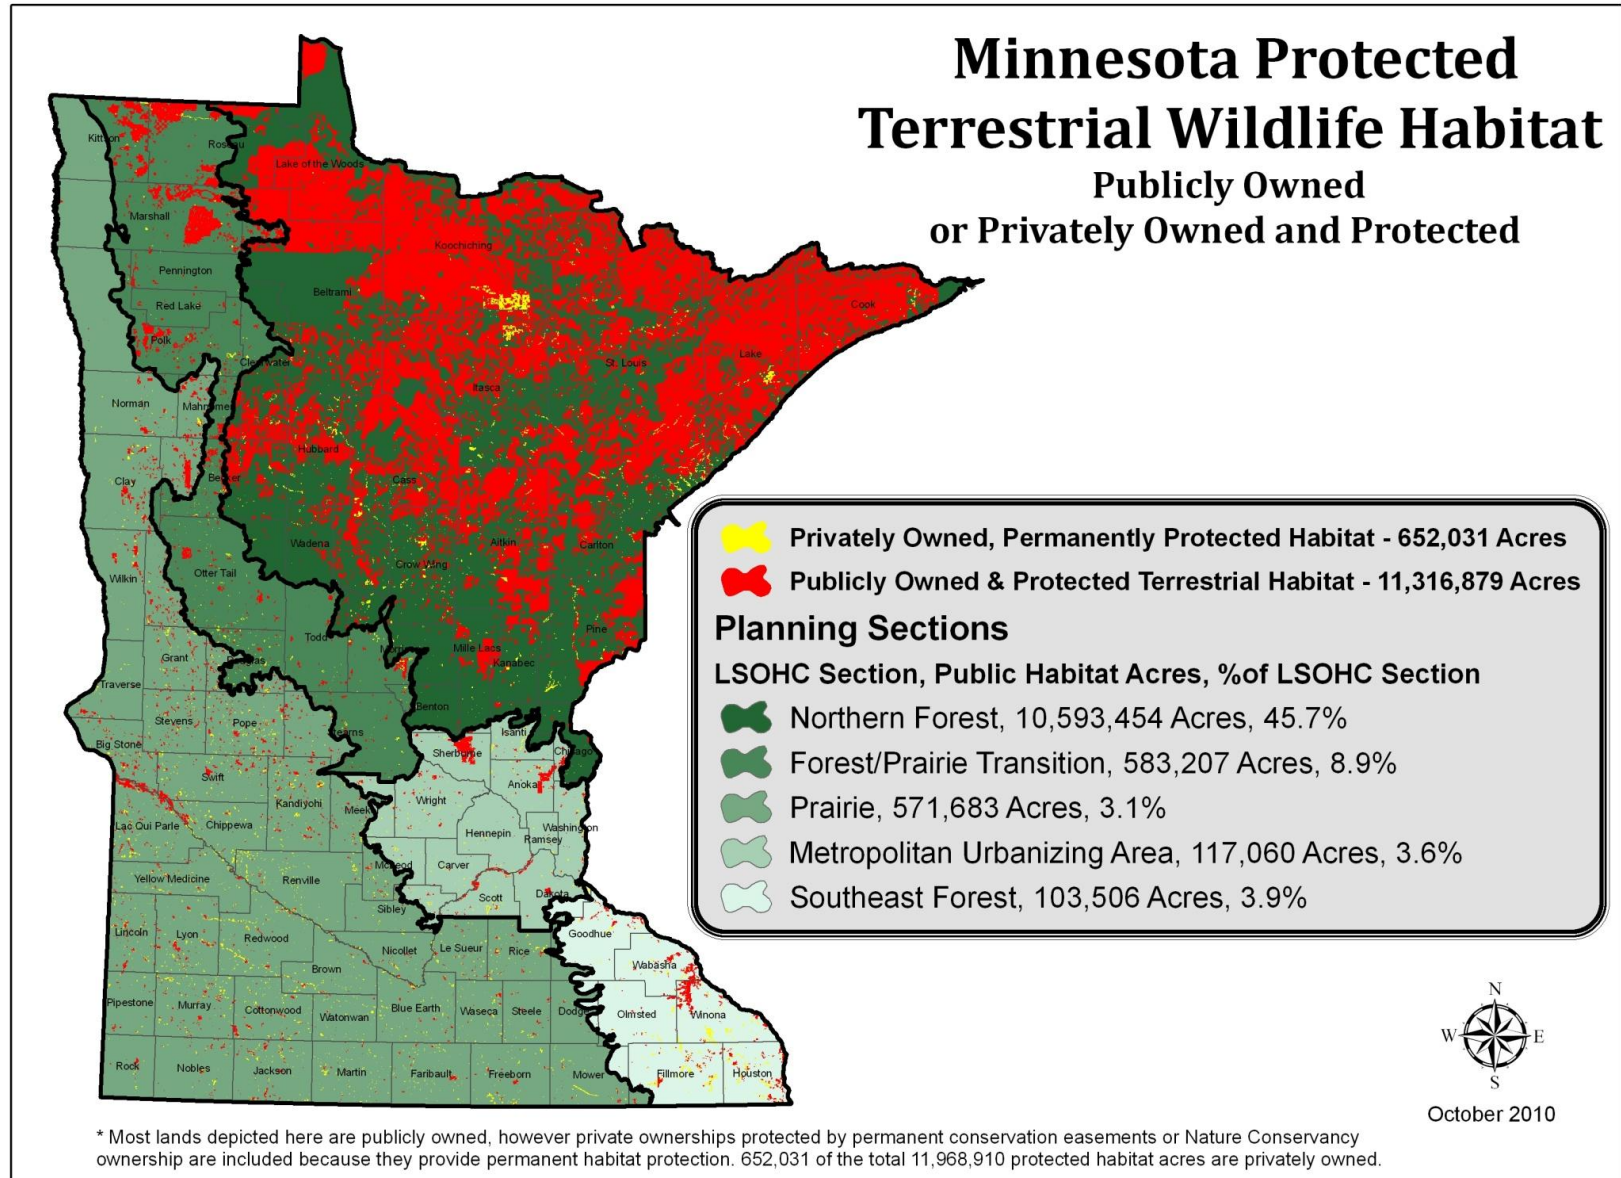 Minnesota Protected
Terrestrial Wildlife Habitat
Publicly Owned
or Privately Owned and Protected
Kittson
Roseau
Lake of the Woods
Marshall
Koochiching
Pennington
Beltrami
Red Lake
Cook
Polk
Clearwater
St. Louis
Lake
Itasca
Norman
Mahnomen
Hubbard
Clay
Becker
Cass
Wadena
Aitkin
Carlton
Crow Wing
Wilkin
Otter Tail
Todd
Pine
Morrison
Mille Lacs
Kanabec
Grant
Douglas
Traverse
Benton
Stevens
Pope
Stearns
Isanti
Big Stone
Sherburne
Chisago
Swift
Anoka
Kandiyohi
Wright
Meeker
Lac Qui Parle
Chippewa
Hennepin
Washington
Ramsey
McLeod
Carver
Yellow Medicine
Renville
Scott
Dakota
Sibley
Lincoln
Lyon
Redwood
Nicollet
Le Sueur
Rice
Goodhue
Brown
Wabasha
Pipestone
Murray
Cottonwood
Watonwan
Blue Earth
Waseca
Steele
Dodge
Olmsted
Winona
Rock
Nobles
Jackson
Martin
Faribault
Freeborn
Mower
Fillmore
Houston
Privately Owned, Permanently Protected Habitat - 652,031 Acres
Publicly Owned & Protected Terrestrial Habitat - 11,316,879 Acres
Planning Sections
LSOHC Section, Public Habitat Acres, %of LSOHC Section
Northern Forest, 10,593,454 Acres, 45.7%
Forest/Prairie Transition, 583,207 Acres, 8.9%
Prairie, 571,683 Acres, 3.1%
Metropolitan Urbanizing Area, 117,060 Acres, 3.6%
Southeast Forest, 103,506 Acres, 3.9%
N
W
E
S
October 2010
* Most lands depicted here are publicly owned, however private ownerships protected by permanent conservation easements or Nature Conservancy
ownership are included because they provide permanent habitat protection. 652,031 of the total 11,968,910 protected habitat acres are privately owned.